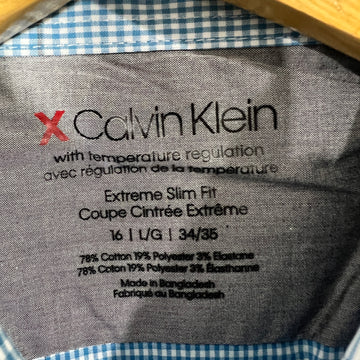 X Calvin Klein
with temperature regulation
avec régulation de la température
Extreme Slim Fit
Coupe Cintrée Extrême
16 | L/G | 34/35
78% Cotton 19% Polyester 3% Elastane
78% Cotton 19% Polyester 3% Élasthanne
Made in Bangladesh
Fabriqué au Bangladesh